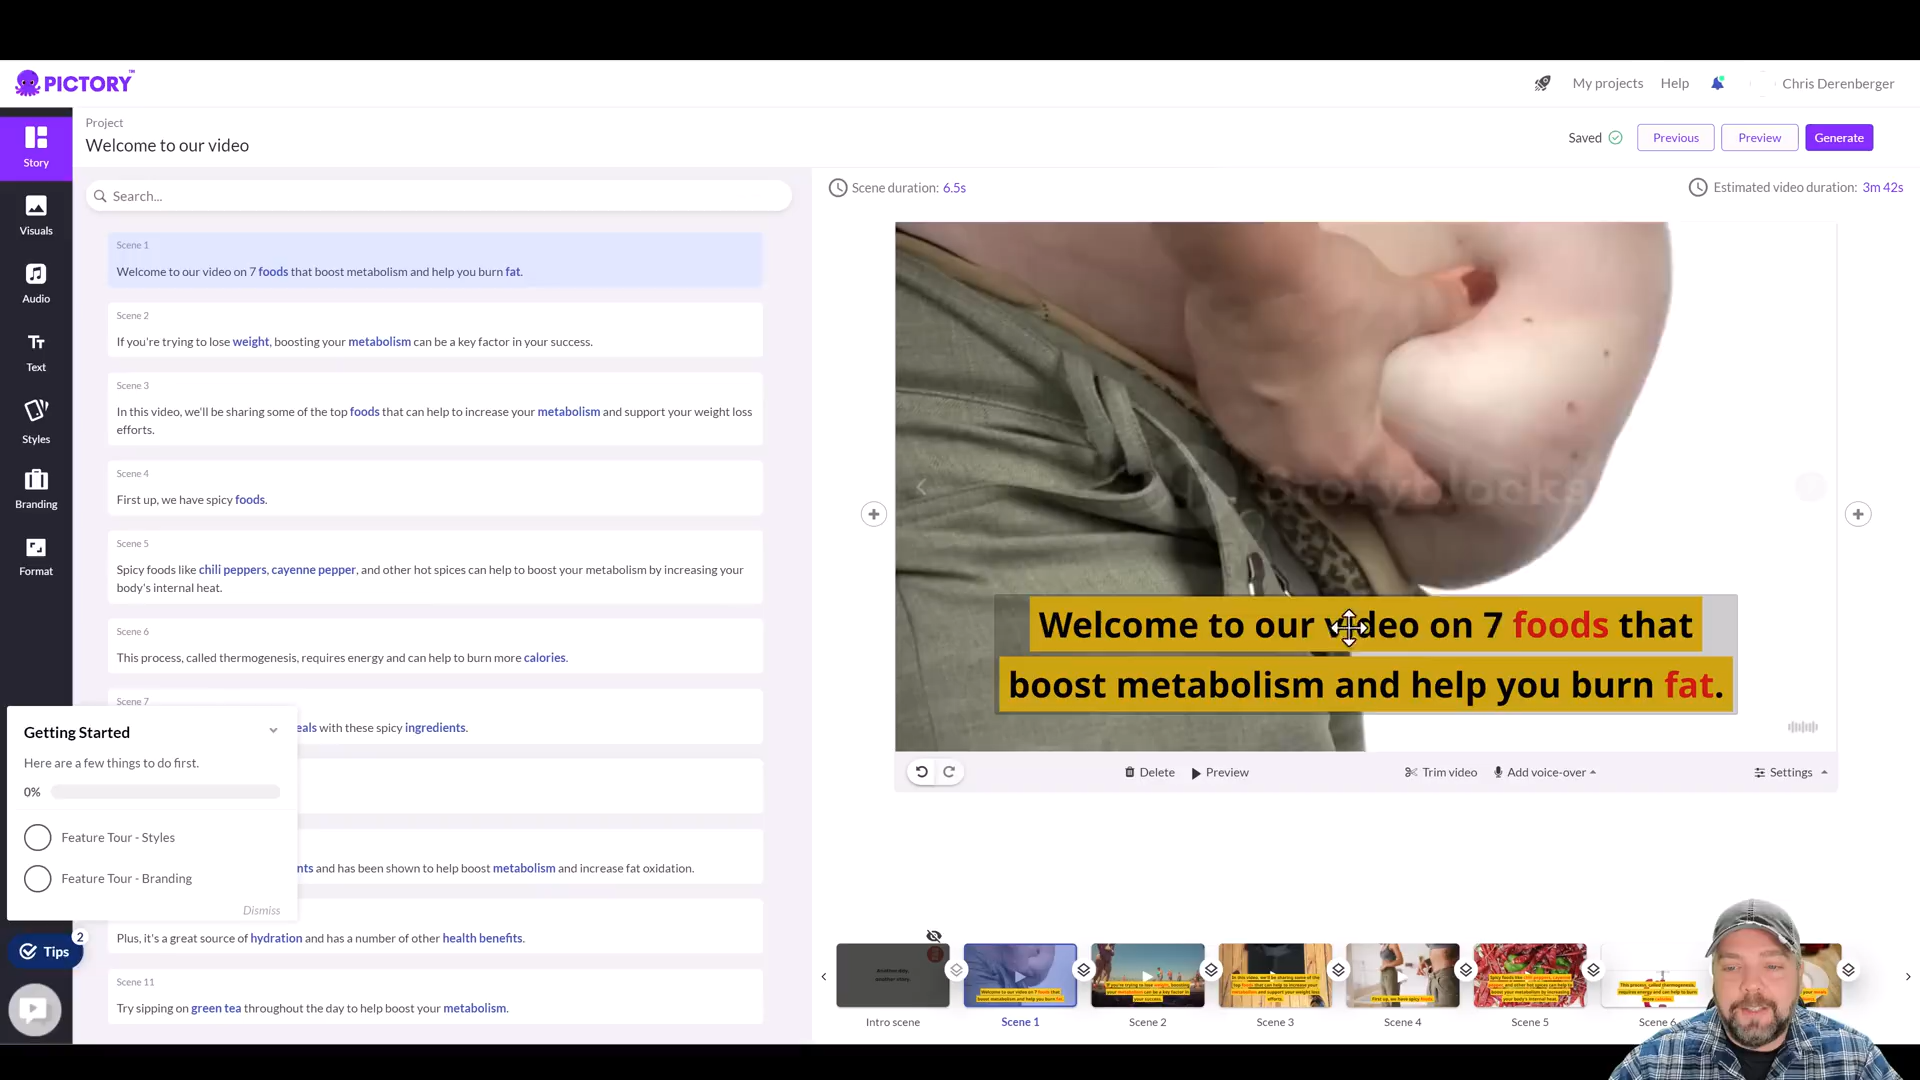 PICTORY™
My projects
Help
Chris Derenberger
Project
Welcome to our video
Saved
Previous
Preview
Generate
Story
Visuals
Audio
Text
Styles
Branding
Format
Search...
Scene duration: 6.5s
Estimated video duration: 3m 42s
Scene 1
Welcome to our video on 7 foods that boost metabolism and help you burn fat.
Scene 2
If you're trying to lose weight, boosting your metabolism can be a key factor in your success.
Scene 3
In this video, we'll be sharing some of the top foods that can help to increase your metabolism and support your weight loss
efforts.
Scene 4
First up, we have spicy foods.
Scene 5
Spicy foods like chili peppers, cayenne pepper, and other hot spices can help to boost your metabolism by increasing your
body's internal heat.
Scene 6
This process, called thermogenesis, requires energy and can help to burn more calories.
Scene 7
with these spicy ingredients.
and has been shown to help boost metabolism and increase fat oxidation.
Plus, it's a great source of hydration and has a number of other health benefits.
Scene 11
Try sipping on green tea throughout the day to help boost your metabolism.
Getting Started
Here are a few things to do first.
0%
Feature Tour - Styles
Feature Tour - Branding
Dismiss
Tips
2
Storyblocks
Welcome to our video on 7 foods that
boost metabolism and help you burn fat.
Delete
Preview
Trim video
Add voice-over
Settings
Intro scene
Scene 1
Scene 2
Scene 3
Scene 4
Scene 5
Scene 6